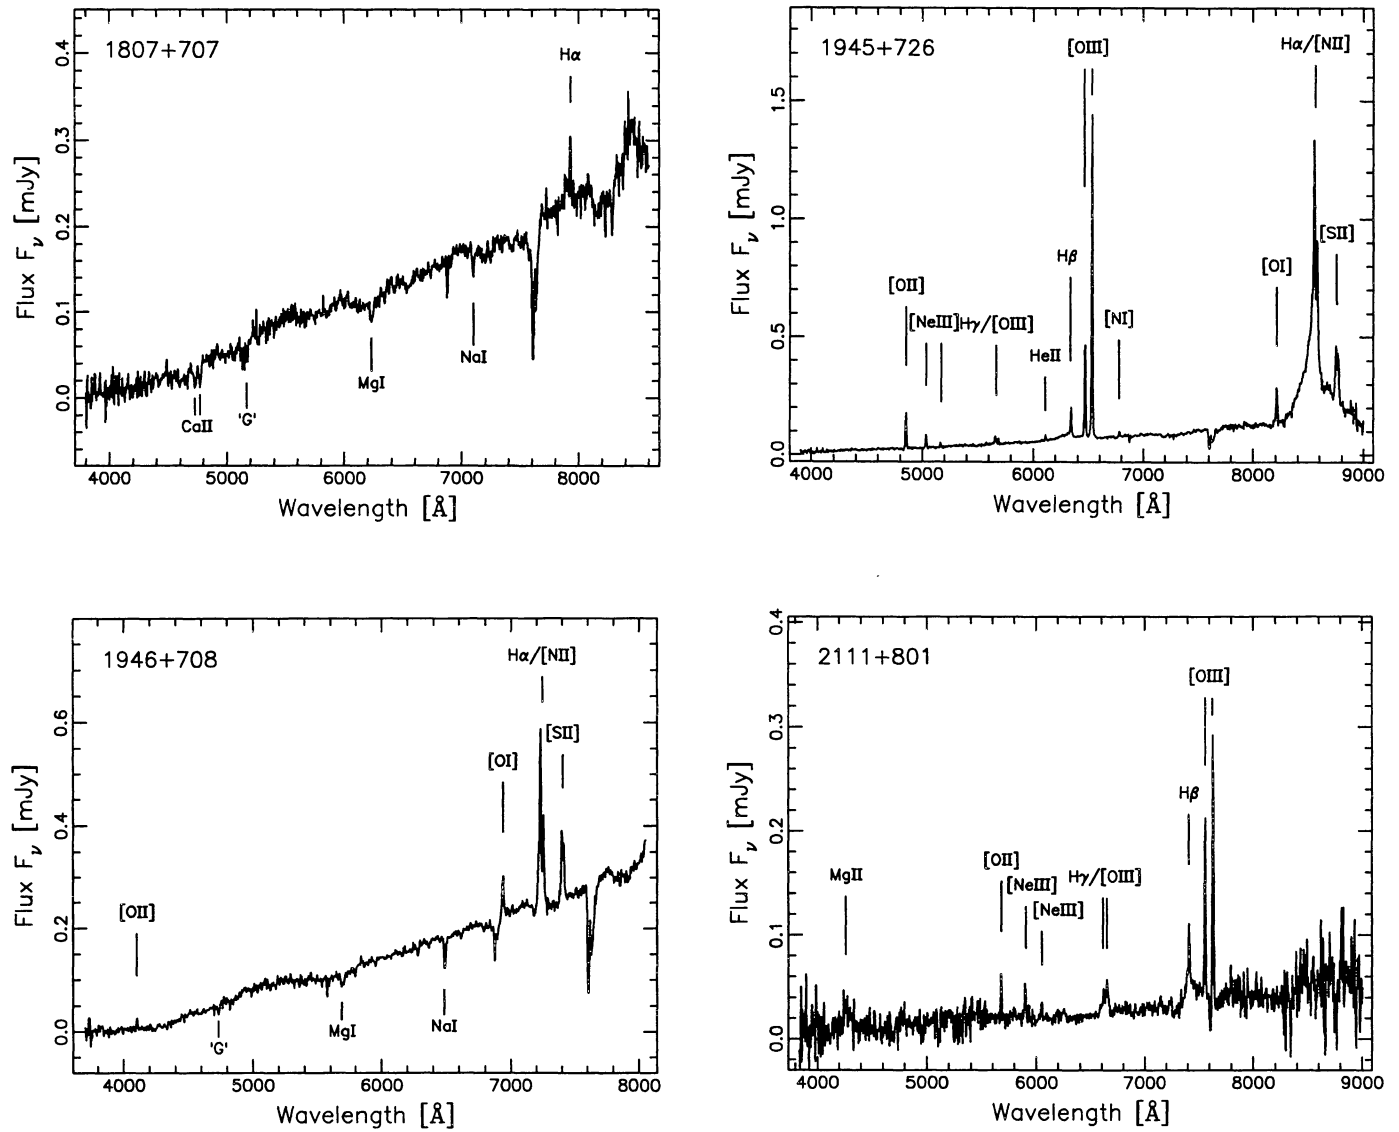 1807+707
Hα
Flux Fν [mJy]
0.4
0.3
0.2
0.1
0.0
CaII
'G'
MgI
NaI
4000 5000 6000 7000 8000
Wavelength [Å]
1945+726
[OIII]
Hα/[NII]
Flux Fν [mJy]
1.5
1.0
0.5
0.0
[OII]
[NeIII]
Hγ/[OIII]
HeII
Hβ
[NI]
[OI]
[SII]
4000 5000 6000 7000 8000 9000
Wavelength [Å]
1946+708
Hα/[NII]
[SII]
[OI]
Flux Fν [mJy]
0.6
0.4
0.2
0.0
[OII]
'G'
MgI
NaI
4000 5000 6000 7000 8000
Wavelength [Å]
2111+801
[OIII]
Hβ
Flux Fν [mJy]
0.4
0.3
0.2
0.1
0.0
MgII
[OII]
[NeIII]
[NeIII]
Hγ/[OIII]
4000 5000 6000 7000 8000 9000
Wavelength [Å]